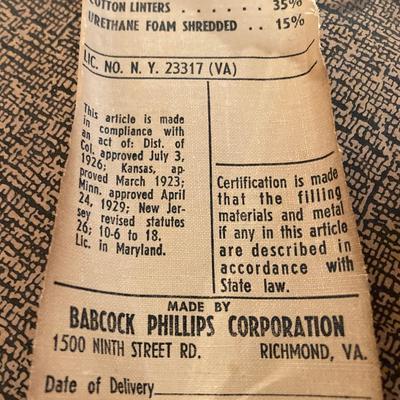 COTTON LINTERS . . . . . . . 35%
URETHANE FOAM SHREDDED . . 15%
LIC. NO. N. Y. 23317 (VA)
This article is made
in compliance with
an act of: Dist. of
Col. approved July 3,
1926; Kansas, ap-
proved March 1923;
Minn. approved April
24, 1929; New Jer-
sey revised statutes
26; 10-6 to 18.
Lic. in Maryland.
Certification is made
that the filling
materials and metal
if any in this article
are described in
accordance with
State law.
MADE BY
BABCOCK PHILLIPS CORPORATION
1500 NINTH STREET RD. RICHMOND, VA.
Date of Delivery